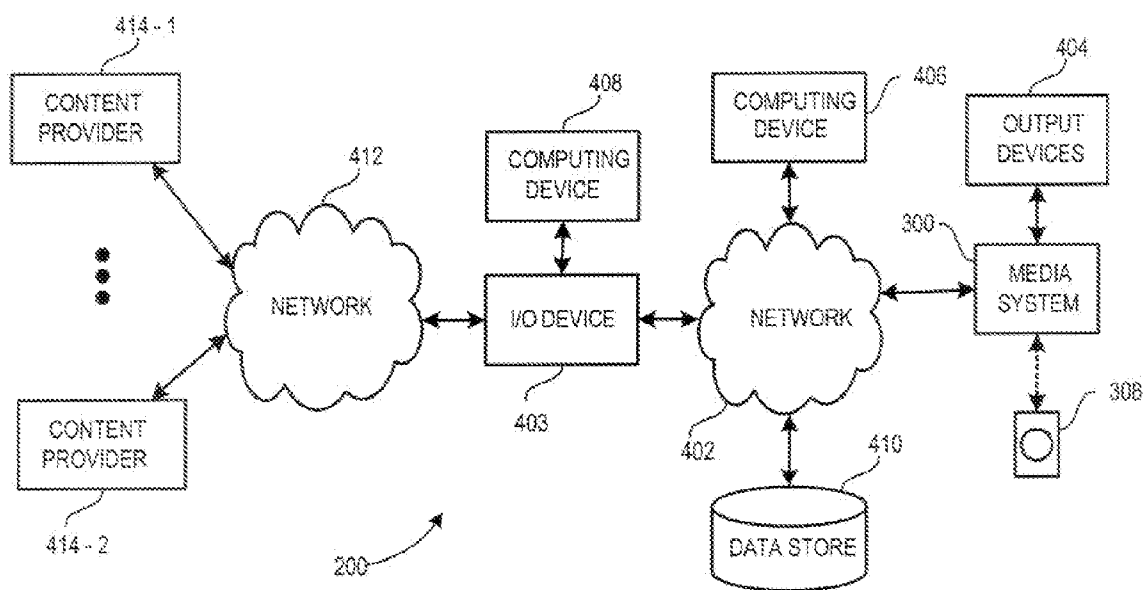 414 - 1
CONTENT
PROVIDER
412
NETWORK
CONTENT
PROVIDER
414 - 2
408
COMPUTING
DEVICE
I/O DEVICE
403
200
406
COMPUTING
DEVICE
NETWORK
402
410
DATA STORE
404
OUTPUT
DEVICES
300
MEDIA
SYSTEM
308